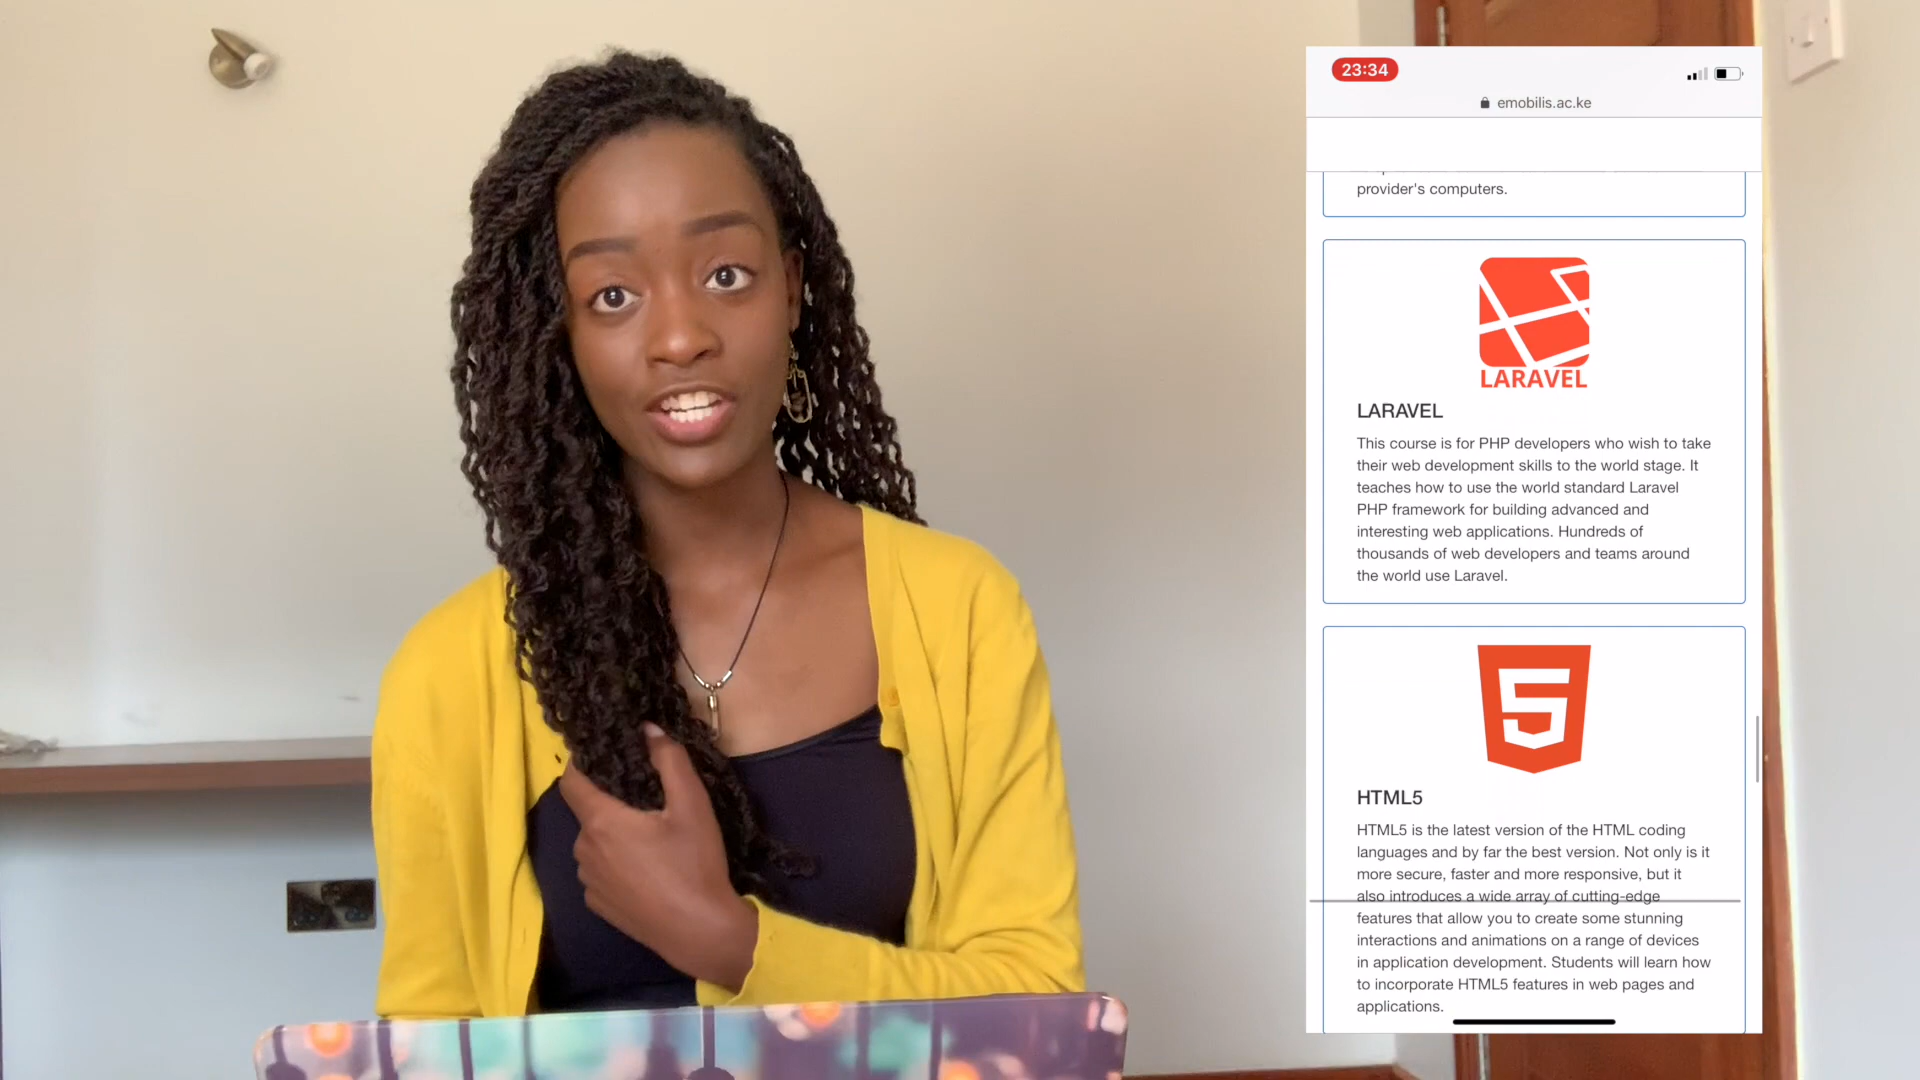 23:34
emobilis.ac.ke
provider's computers.
LARAVEL
LARAVEL
This course is for PHP developers who wish to take
their web development skills to the world stage. It
teaches how to use the world standard Laravel
PHP framework for building advanced and
interesting web applications. Hundreds of
thousands of web developers and teams around
the world use Laravel.
5
HTML5
HTML5 is the latest version of the HTML coding
languages and by far the best version. Not only is it
more secure, faster and more responsive, but it
also introduces a wide array of cutting-edge
features that allow you to create some stunning
interactions and animations on a range of devices
in application development. Students will learn how
to incorporate HTML5 features in web pages and
applications.